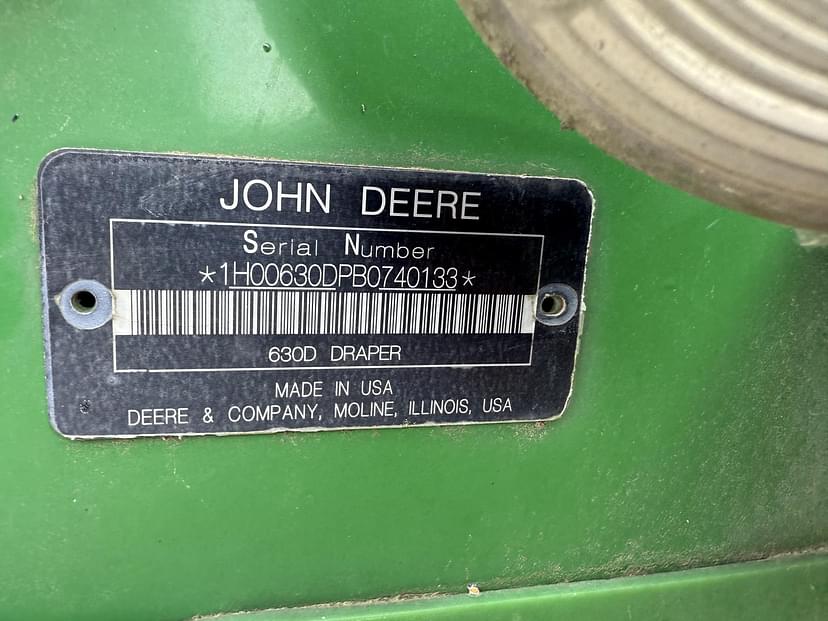 JOHN DEERE
Serial Number
*1H00630DPB0740133*
630D DRAPER
MADE IN USA
DEERE & COMPANY, MOLINE, ILLINOIS, USA